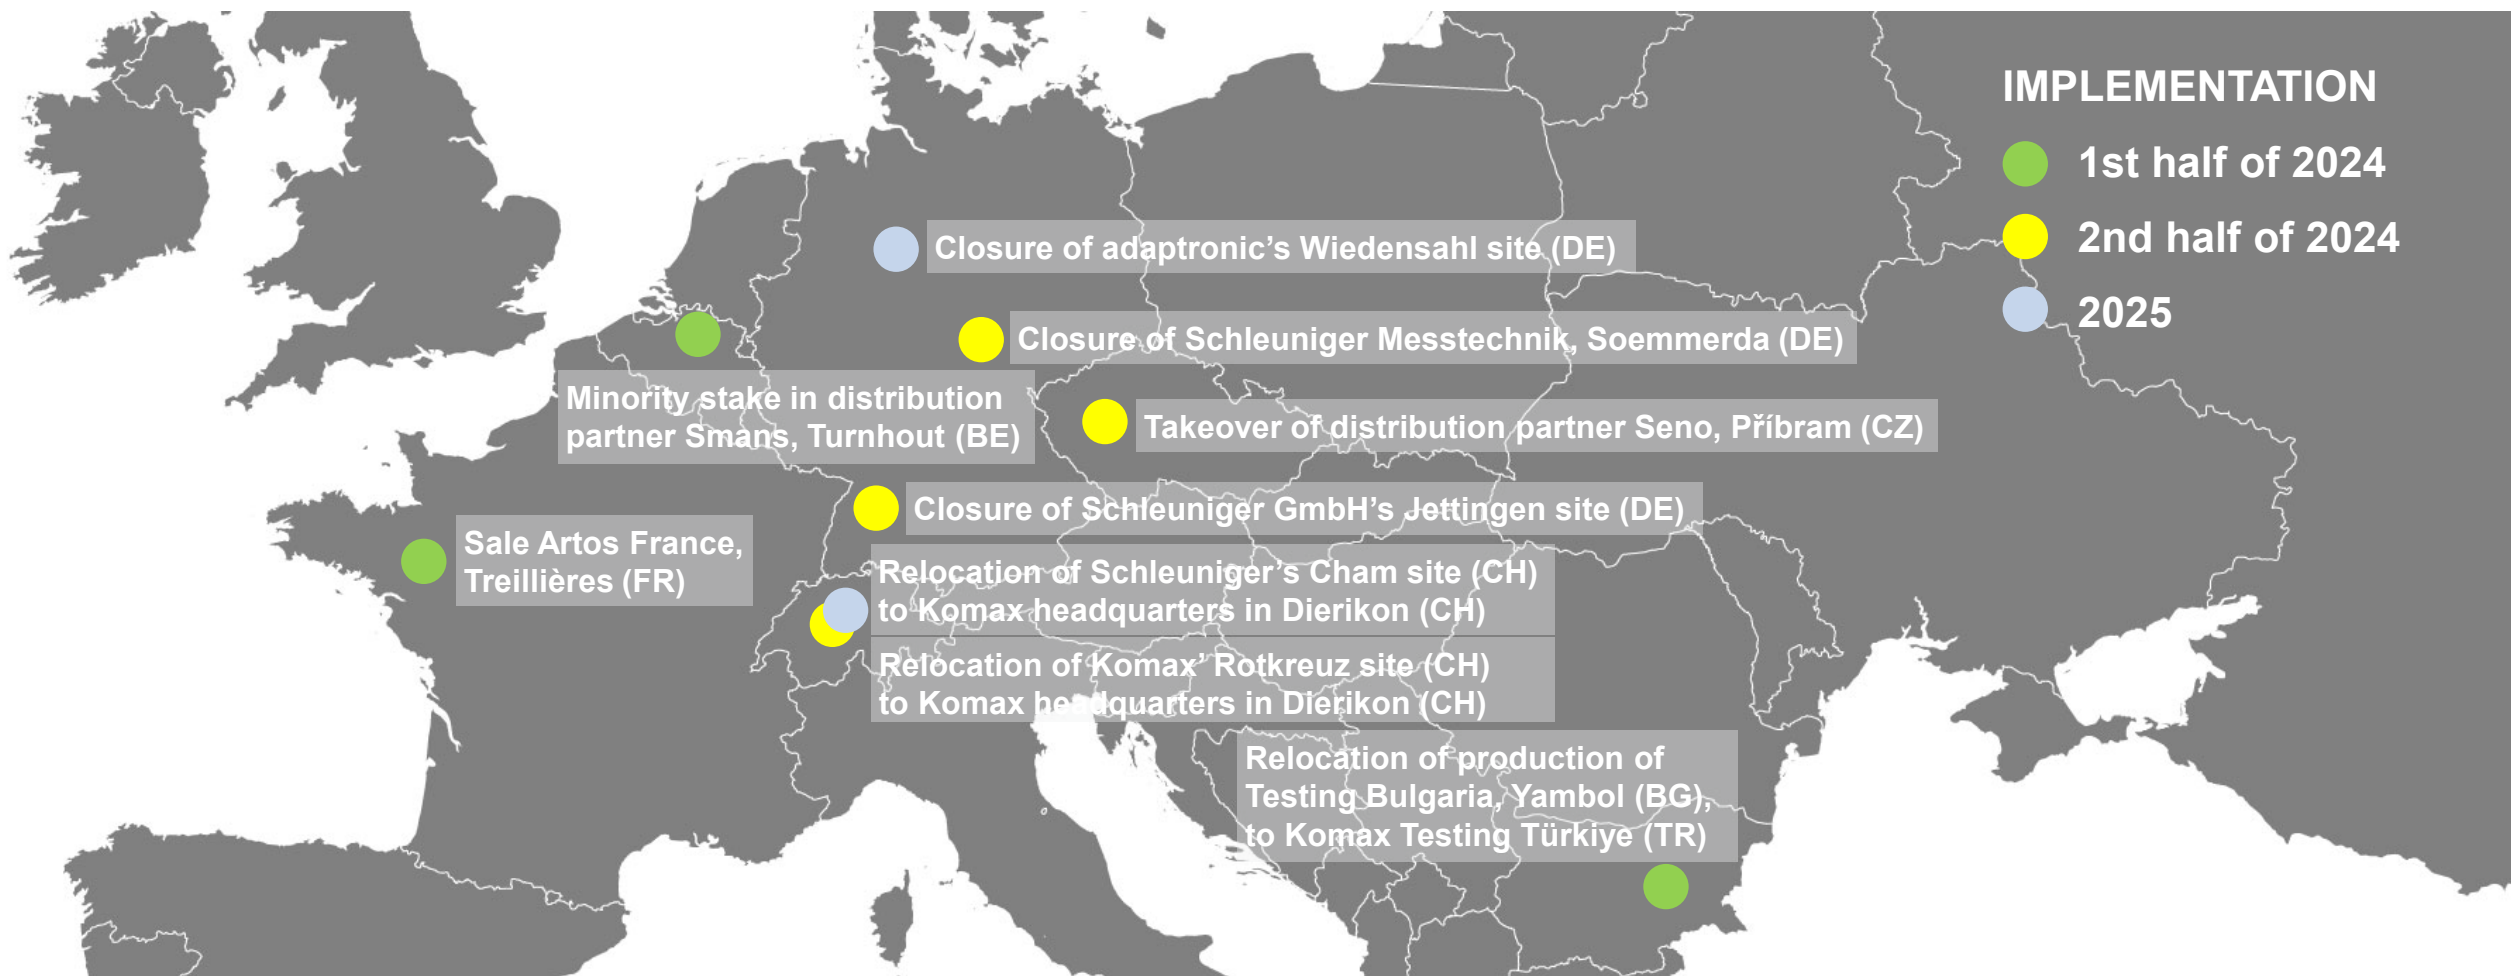 IMPLEMENTATION
1st half of 2024
2nd half of 2024
2025
Closure of adaptronic’s Wiedensahl site (DE)
Closure of Schleuniger Messtechnik, Soemmerda (DE)
Minority stake in distribution
partner Smans, Turnhout (BE)
Takeover of distribution partner Seno, Příbram (CZ)
Closure of Schleuniger GmbH’s Jettingen site (DE)
Sale Artos France,
Treillières (FR)
Relocation of Schleuniger’s Cham site (CH)
to Komax headquarters in Dierikon (CH)
Relocation of Komax’ Rotkreuz site (CH)
to Komax headquarters in Dierikon (CH)
Relocation of production of
Testing Bulgaria, Yambol (BG),
to Komax Testing Türkiye (TR)